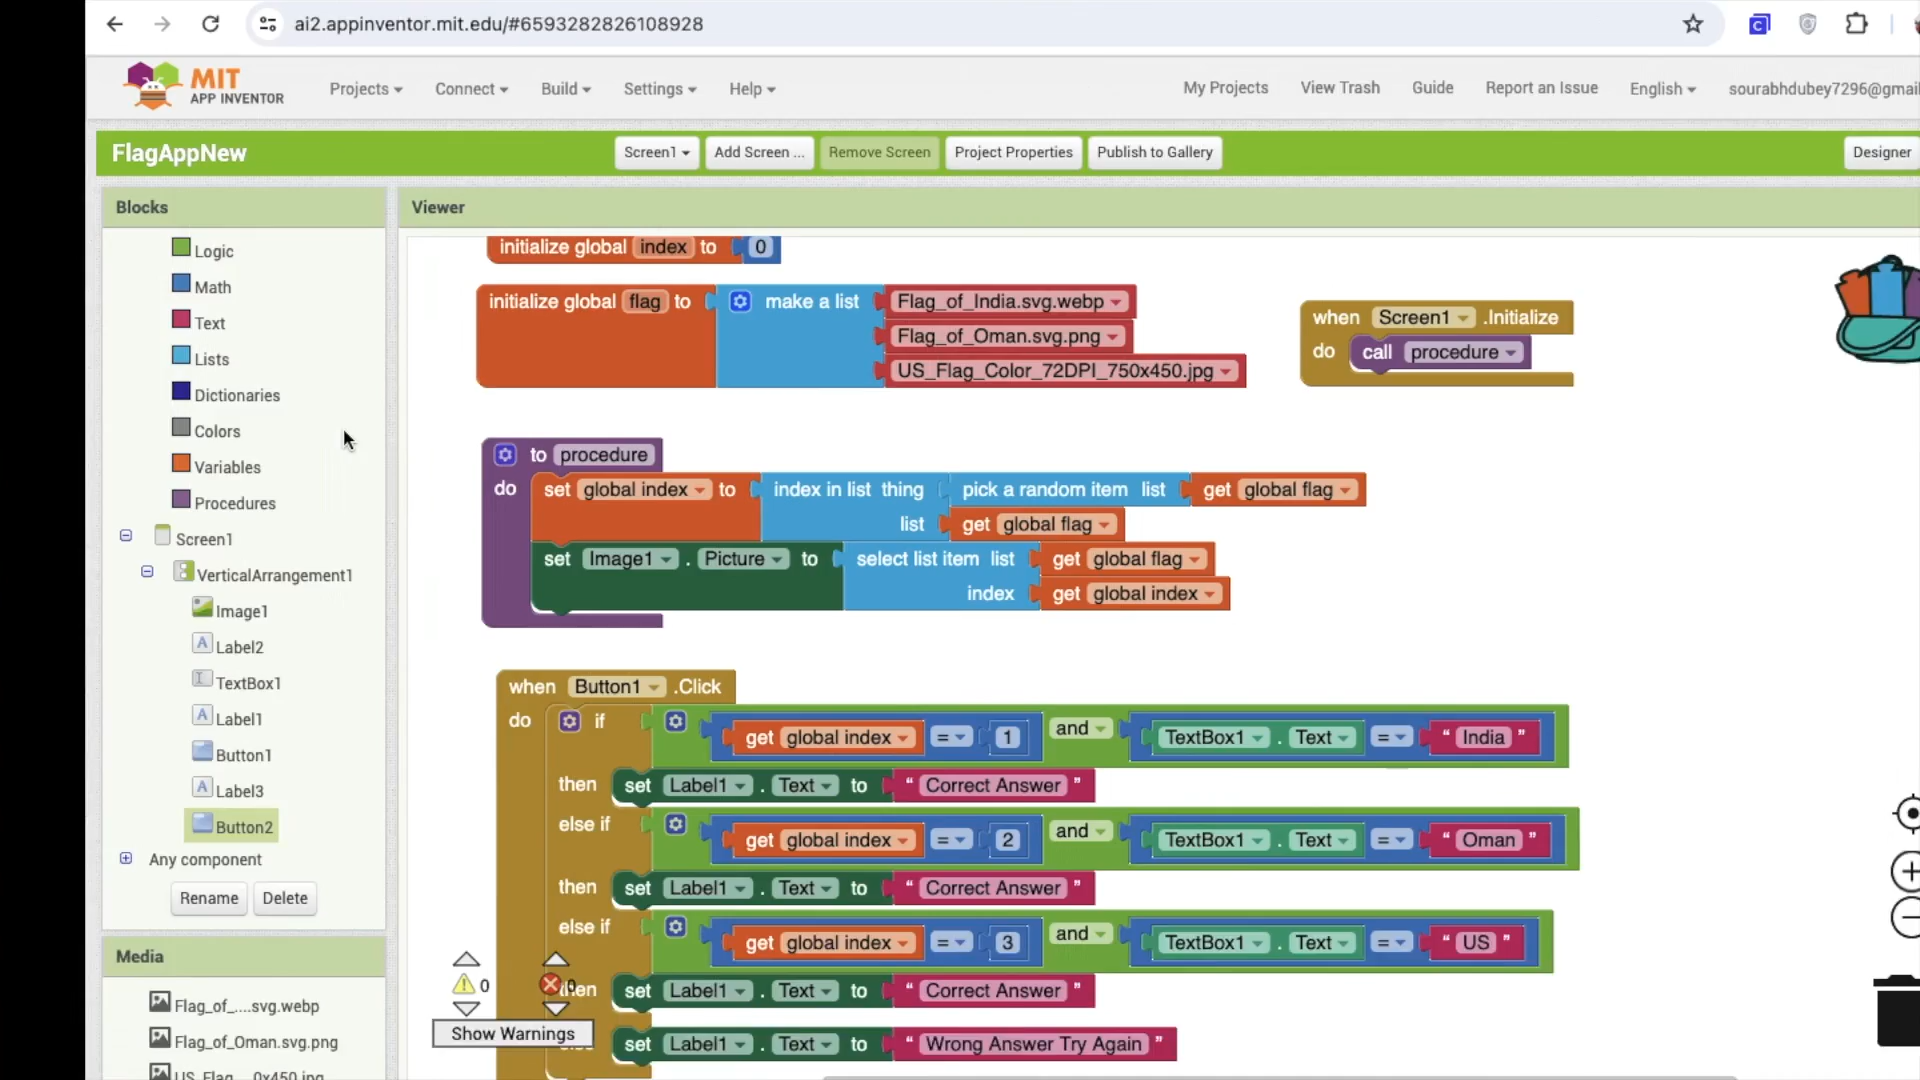 ai2.appinventor.mit.edu/#6593282826108928
MIT
APP INVENTOR
Projects
Connect
Build
Settings
Help
My Projects
View Trash
Guide
Report an Issue
English
sourabhdubey7296@gmai
FlagAppNew
Screen1
Add Screen ...
Remove Screen
Project Properties
Publish to Gallery
Designer
Blocks
Viewer
Logic
Math
Text
Lists
Dictionaries
Colors
Variables
Procedures
Screen1
VerticalArrangement1
Image1
Label2
TextBox1
Label1
Button1
Label3
Button2
Any component
Rename
Delete
Media
Flag_of_....svg.webp
Flag_of_Oman.svg.png
US_Flag_...0x450.jpg
initialize global index to 0
initialize global flag to make a list Flag_of_India.svg.webp
Flag_of_Oman.svg.png
US_Flag_Color_72DPI_750x450.jpg
when Screen1 .Initialize
do call procedure
to procedure
do set global index to index in list thing pick a random item list get global flag
list get global flag
set Image1 . Picture to select list item list get global flag
index get global index
when Button1 .Click
do if get global index = 1 and TextBox1 . Text = " India "
then set Label1 . Text to " Correct Answer "
else if get global index = 2 and TextBox1 . Text = " Oman "
then set Label1 . Text to " Correct Answer "
else if get global index = 3 and TextBox1 . Text = " US "
then set Label1 . Text to " Correct Answer "
set Label1 . Text to " Wrong Answer Try Again "
0
0
Show Warnings